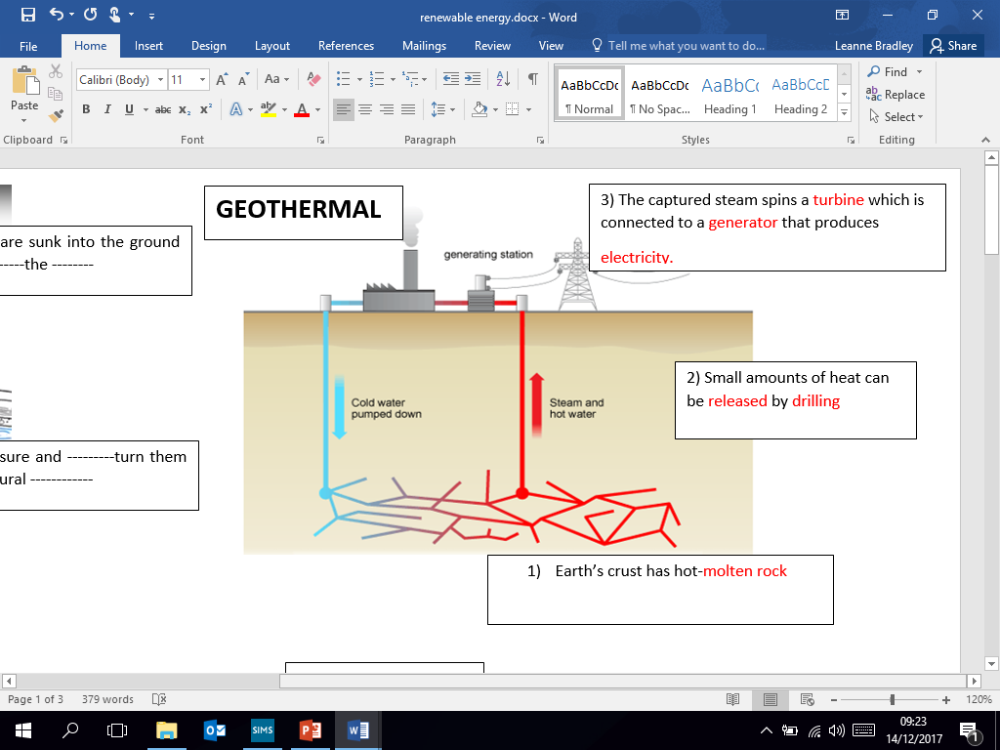 renewable energy.docx - Word
File Home Insert Design Layout References Mailings Review View Tell me what you want to do... Leanne Bradley Share
Paste
Calibri (Body) 11
AaBbCcDc AaBbCcDc AaBbCc AaBbCcD
¶ Normal ¶ No Spac... Heading 1 Heading 2
Find
Replace
Select
Clipboard Font Paragraph Styles Editing
are sunk into the ground
-----the --------
GEOTHERMAL
3) The captured steam spins a turbine which is
connected to a generator that produces
electricity.
generating station
2) Small amounts of heat can
be released by drilling
Cold water
pumped down
Steam and
hot water
sure and ---------turn them
ural ------------
1) Earth's crust has hot-molten rock
Page 1 of 3 379 words 120%
SIMS
09:23
14/12/2017
1